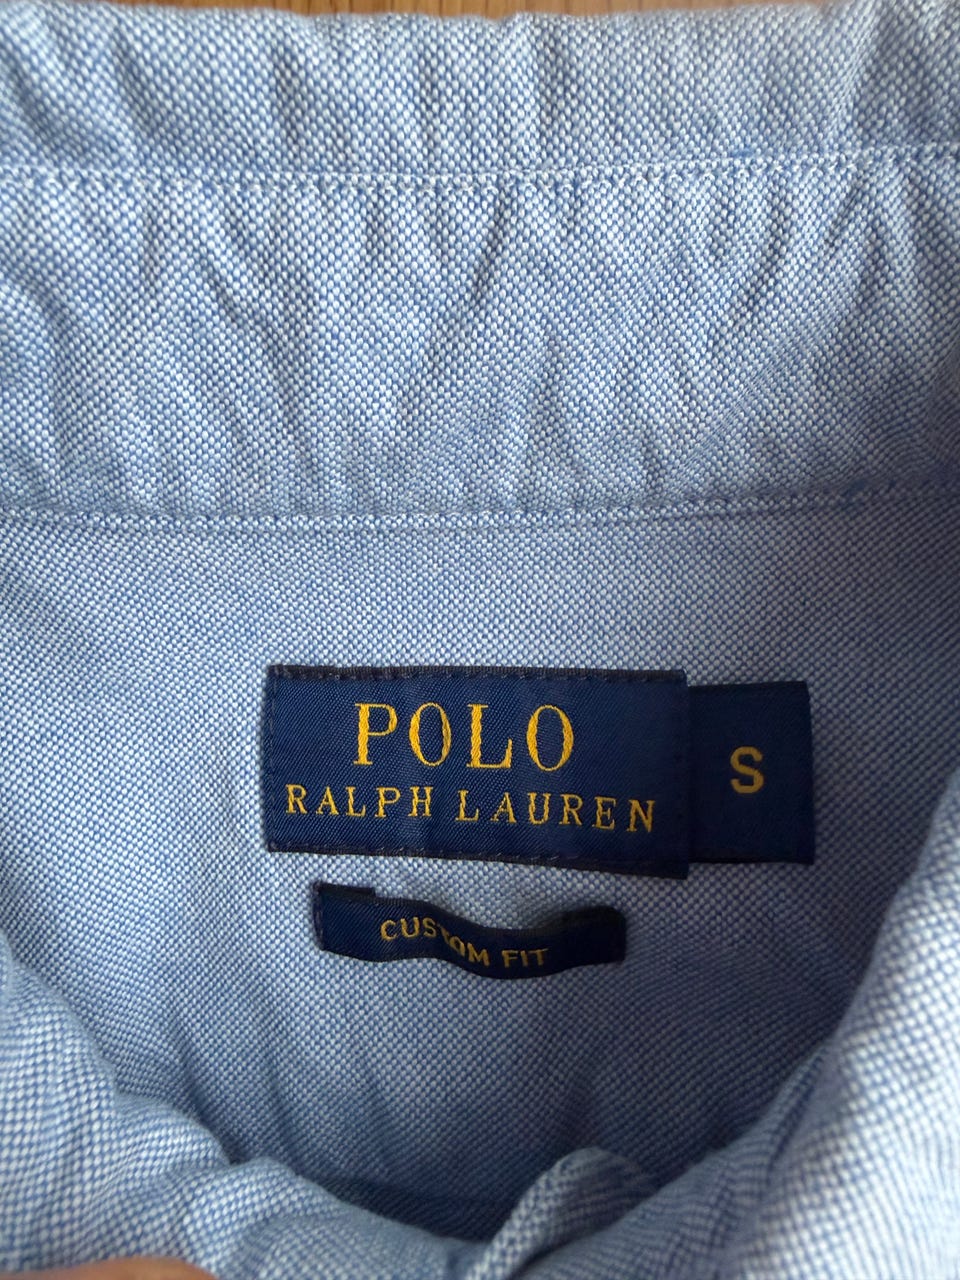 POLO
RALPH LAUREN
S
CUSTOM FIT